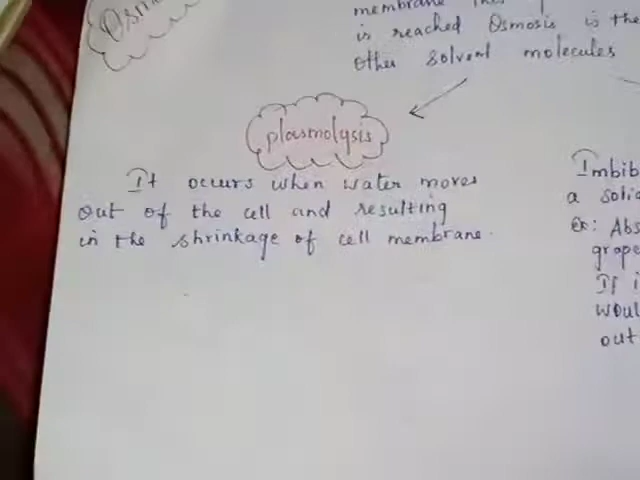 membrane
is reached Osmosis is the
other solvent molecules
plasmolysis
It occurs when water moves
out of the cell and resulting
in the shrinkage of cell membrane.
Imbib
a solid
Ex: Abs
grape
If i
woul
out